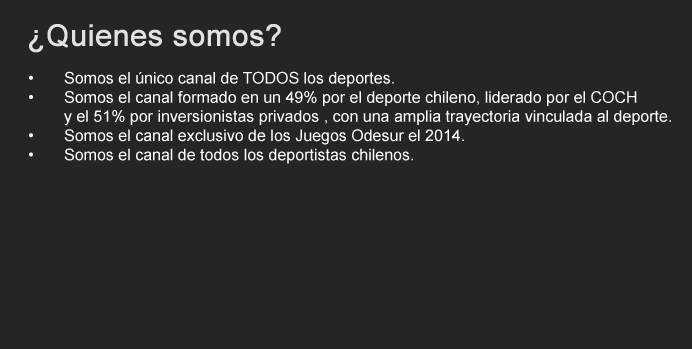 ¿Quienes somos?
• Somos el único canal de TODOS los deportes.
• Somos el canal formado en un 49% por el deporte chileno, liderado por el COCH
y el 51% por inversionistas privados , con una amplia trayectoria vinculada al deporte.
• Somos el canal exclusivo de los Juegos Odesur el 2014.
• Somos el canal de todos los deportistas chilenos.